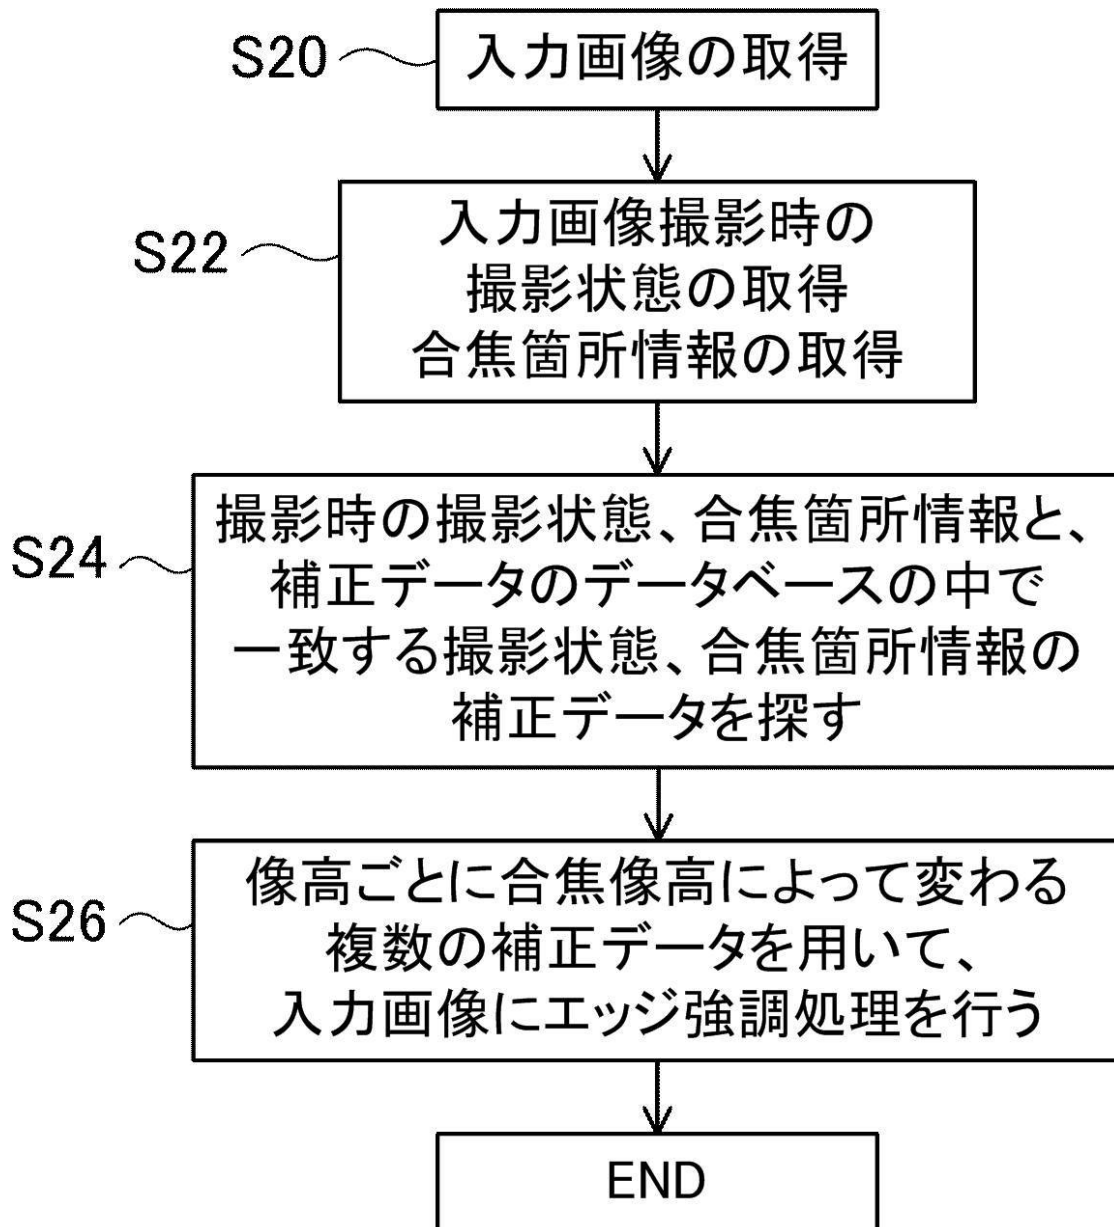 S20
入力画像の取得
S22
入力画像撮影時の
撮影状態の取得
合焦箇所情報の取得
S24
撮影時の撮影状態、合焦箇所情報と、
補正データのデータベースの中で
一致する撮影状態、合焦箇所情報の
補正データを探す
S26
像高ごとに合焦像高によって変わる
複数の補正データを用いて、
入力画像にエッジ強調処理を行う
END